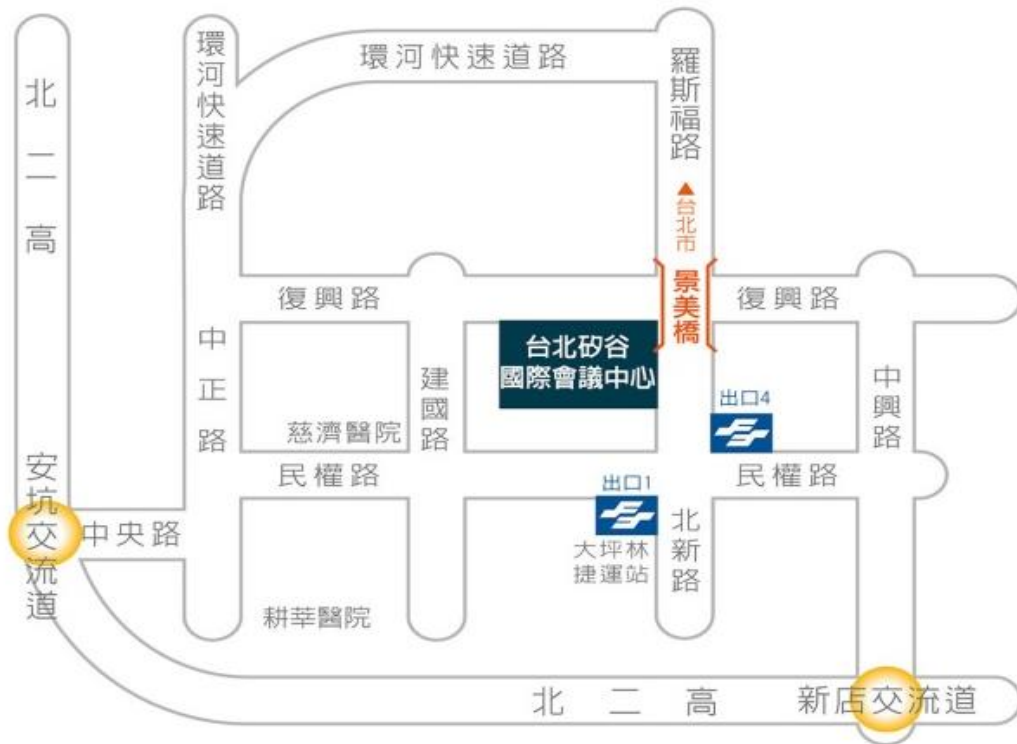 北二高
環河快速道路
環河快速道路
羅斯福路
▲台北市
景美橋
復興路
復興路
中正路
建國路
台北矽谷
國際會議中心
中興路
出口4
慈濟醫院
民權路
民權路
出口1
安坑交流道
中央路
大坪林
捷運站
北新路
耕莘醫院
北二高
新店交流道